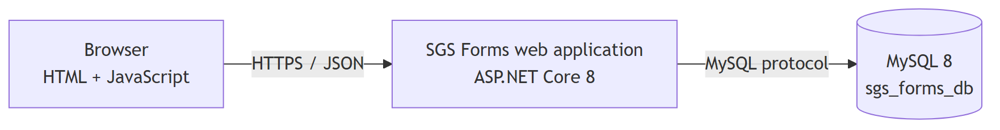 Browser
HTML + JavaScript
HTTPS / JSON
SGS Forms web application
ASP.NET Core 8
MySQL protocol
MySQL 8
sgs_forms_db